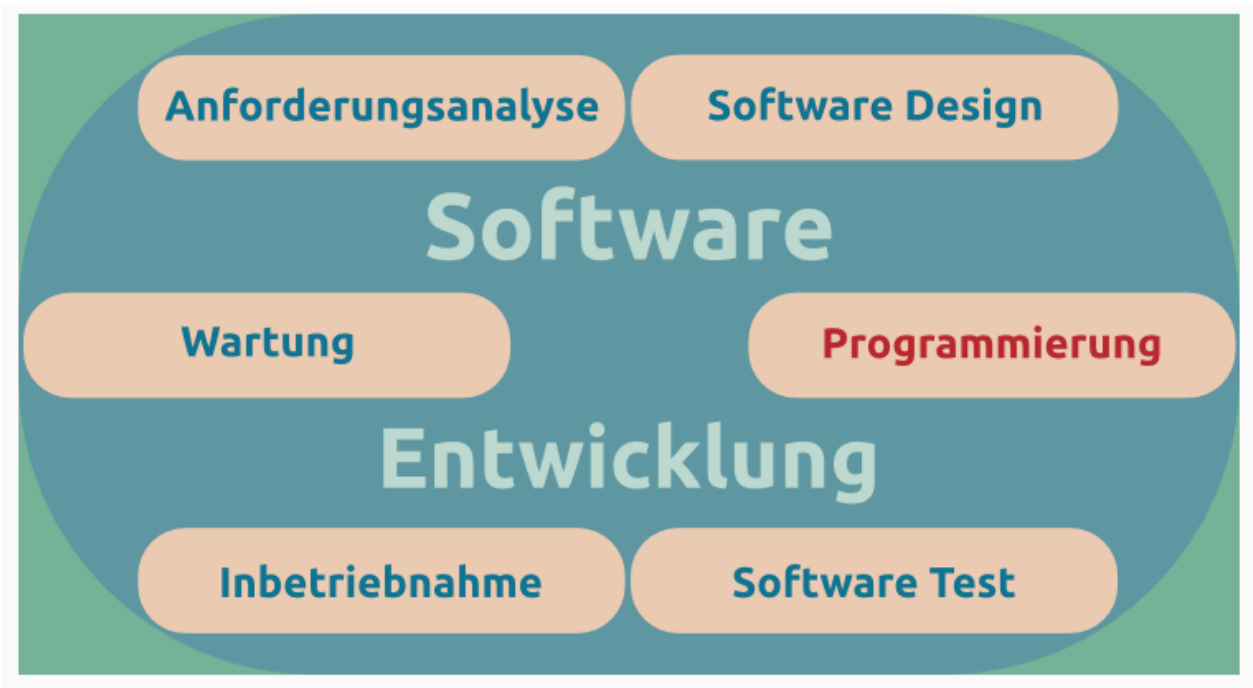 Anforderungsanalyse
Software Design
Software
Wartung
Programmierung
Entwicklung
Inbetriebnahme
Software Test